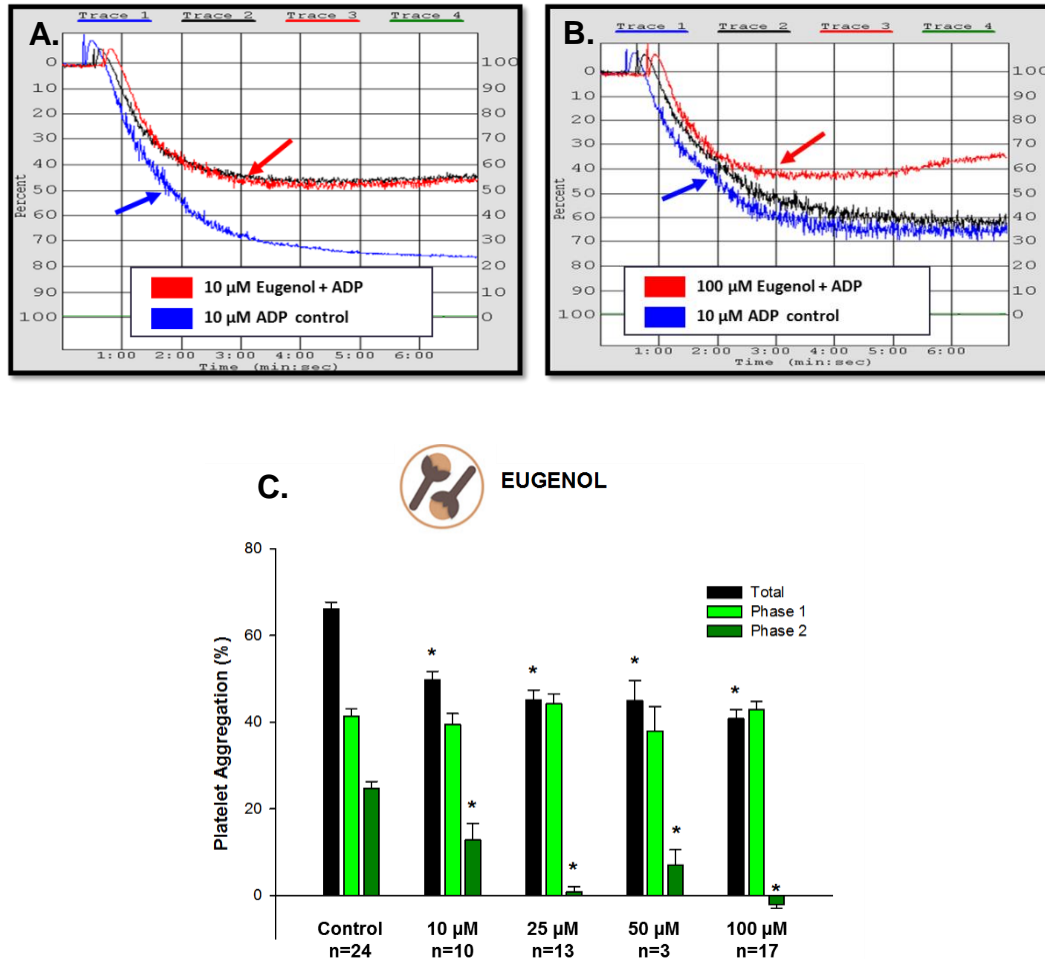 A.
Trace 1 Trace 2 Trace 3 Trace 4
Percent
0 100
10 90
20 80
30 70
40 60
50 50
60 40
70 30
80 20
90 10
100 0
10 µM Eugenol + ADP
10 µM ADP control
1:00 2:00 3:00 4:00 5:00 6:00
Time (min:sec)
B.
Trace 1 Trace 2 Trace 3 Trace 4
Percent
0 100
10 90
20 80
30 70
40 60
50 50
60 40
70 30
80 20
90 10
100 0
100 µM Eugenol + ADP
10 µM ADP control
1:00 2:00 3:00 4:00 5:00 6:00
Time (min:sec)
C.
EUGENOL
Platelet Aggregation (%)
80
60
40
20
0
Total
Phase 1
Phase 2
* * * * * * * *
Control 10 µM 25 µM 50 µM 100 µM
n=24 n=10 n=13 n=3 n=17